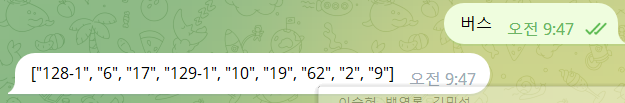 버스
오전 9:47
["128-1", "6", "17", "129-1", "10", "19", "62", "2", "9"]
오전 9:47